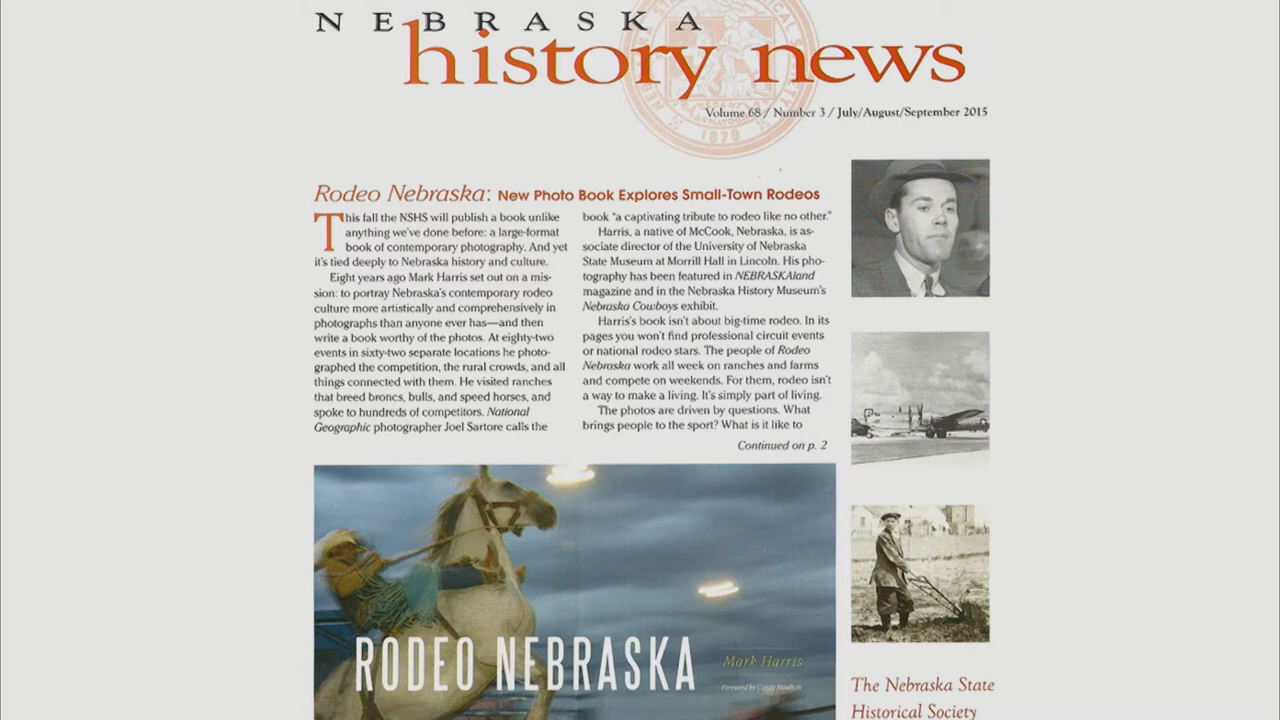 NEBRASKA
history news
Volume 68 / Number 3 / July/August/September 2015
1878
Rodeo Nebraska: New Photo Book Explores Small-Town Rodeos
This fall the NSHS will publish a book unlike
anything we've done before: a large-format
book of contemporary photography. And yet
it's tied deeply to Nebraska history and culture.
Eight years ago Mark Harris set out on a mis-
sion: to portray Nebraska's contemporary rodeo
culture more artistically and comprehensively in
photographs than anyone ever has—and then
write a book worthy of the photos. At eighty-two
events in sixty-two separate locations he photo-
graphed the competition, the rural crowds, and all
things connected with them. He visited ranches
that breed broncs, bulls, and speed horses, and
spoke to hundreds of competitors. National
Geographic photographer Joel Sartore calls the
book "a captivating tribute to rodeo like no other."
Harris, a native of McCook, Nebraska, is as-
sociate director of the University of Nebraska
State Museum at Morrill Hall in Lincoln. His pho-
tography has been featured in NEBRASKAland
magazine and in the Nebraska History Museum's
Nebraska Cowboys exhibit.
Harris's book isn't about big-time rodeo. In its
pages you won't find professional circuit events
or national rodeo stars. The people of Rodeo
Nebraska work all week on ranches and farms
and compete on weekends. For them, rodeo isn't
a way to make a living. It's simply part of living.
The photos are driven by questions. What
brings people to the sport? What is it like to
Continued on p. 2
RODEO NEBRASKA
Mark Harris
Foreword by Candy Moulton
The Nebraska State
Historical Society